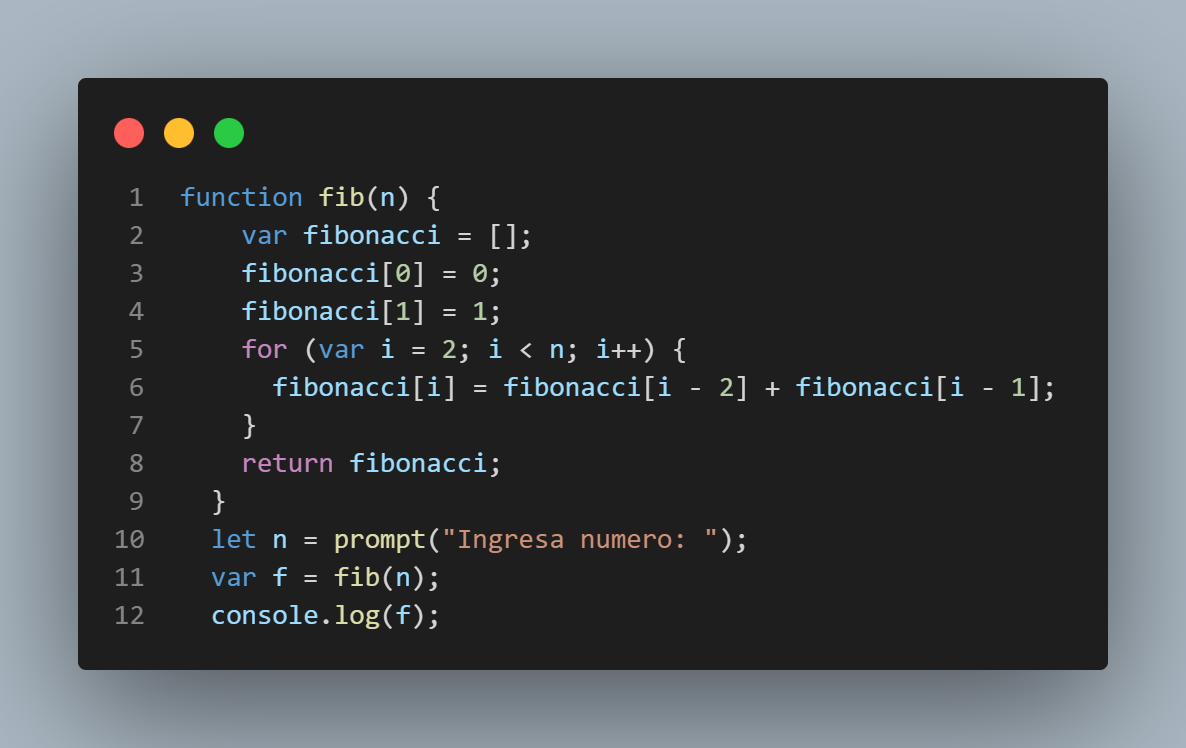 1 function fib(n) {
2     var fibonacci = [];
3     fibonacci[0] = 0;
4     fibonacci[1] = 1;
5     for (var i = 2; i < n; i++) {
6       fibonacci[i] = fibonacci[i - 2] + fibonacci[i - 1];
7     }
8     return fibonacci;
9   }
10   let n = prompt("Ingresa numero: ");
11   var f = fib(n);
12   console.log(f);